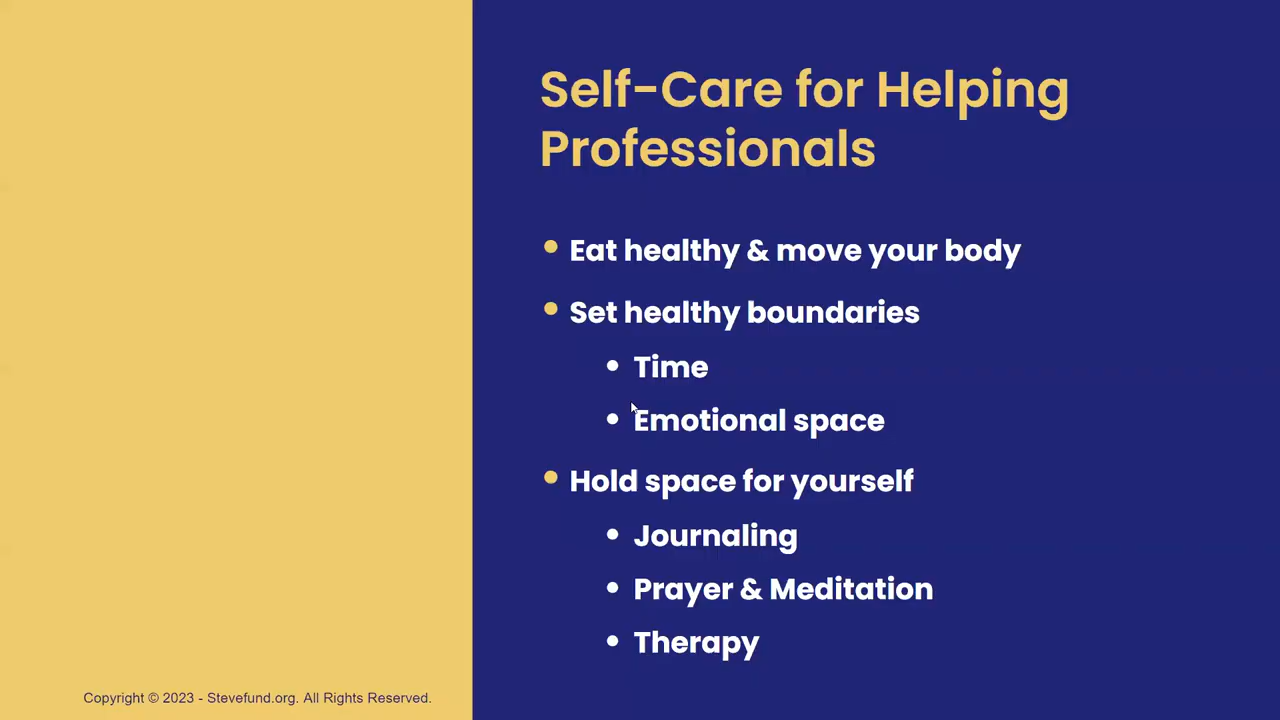 Self-Care for Helping
Professionals
Eat healthy & move your body
Set healthy boundaries
Time
Emotional space
Hold space for yourself
Journaling
Prayer & Meditation
Therapy
Copyright © 2023 - Stevefund.org. All Rights Reserved.